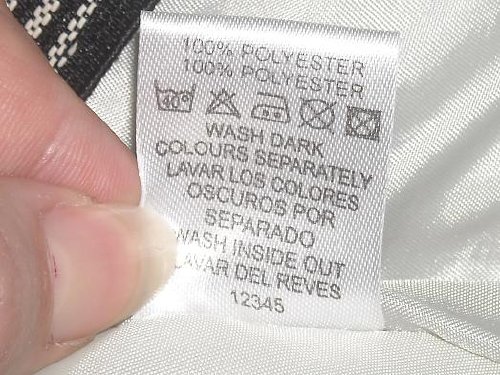 100% POLYESTER
100% POLYESTER
40°
WASH DARK
COLOURS SEPARATELY
LAVAR LOS COLORES
OSCUROS POR
SEPARADO
WASH INSIDE OUT
LAVAR DEL REVES
12345